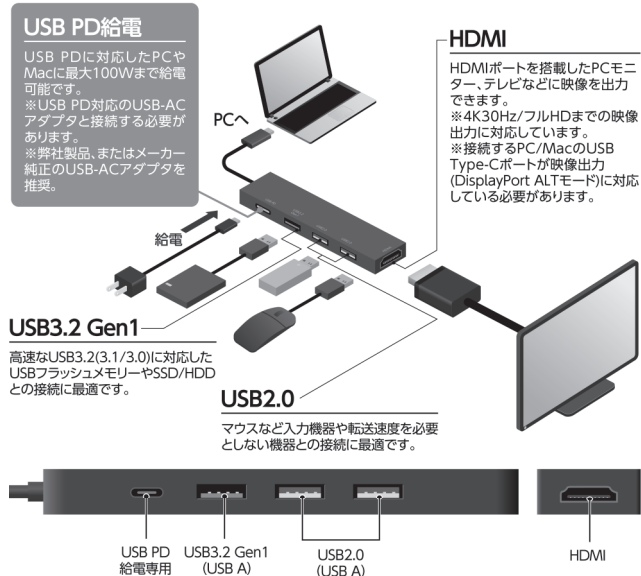 USB PD給電
USB PDに対応したPCや
Macに最大100Wまで給電
可能です。
※USB PD対応のUSB-AC
アダプタと接続する必要が
あります。
※弊社製品、またはメーカー
純正のUSB-ACアダプタを
推奨。
PCへ
HDMI
HDMIポートを搭載したPCモニ
ター、テレビなどに映像を出力
できます。
※4K30Hz/フルHDまでの映像
出力に対応しています。
※接続するPC/MacのUSB
Type-Cポートが映像出力
(DisplayPort ALTモード)に対応
している必要があります。
給電
USB3.2 Gen1
高速なUSB3.2(3.1/3.0)に対応した
USBフラッシュメモリーやSSD/HDD
との接続に最適です。
USB2.0
マウスなど入力機器や転送速度を必要
としない機器との接続に最適です。
USB PD
給電専用
USB3.2 Gen1
(USB A)
USB2.0
(USB A)
HDMI